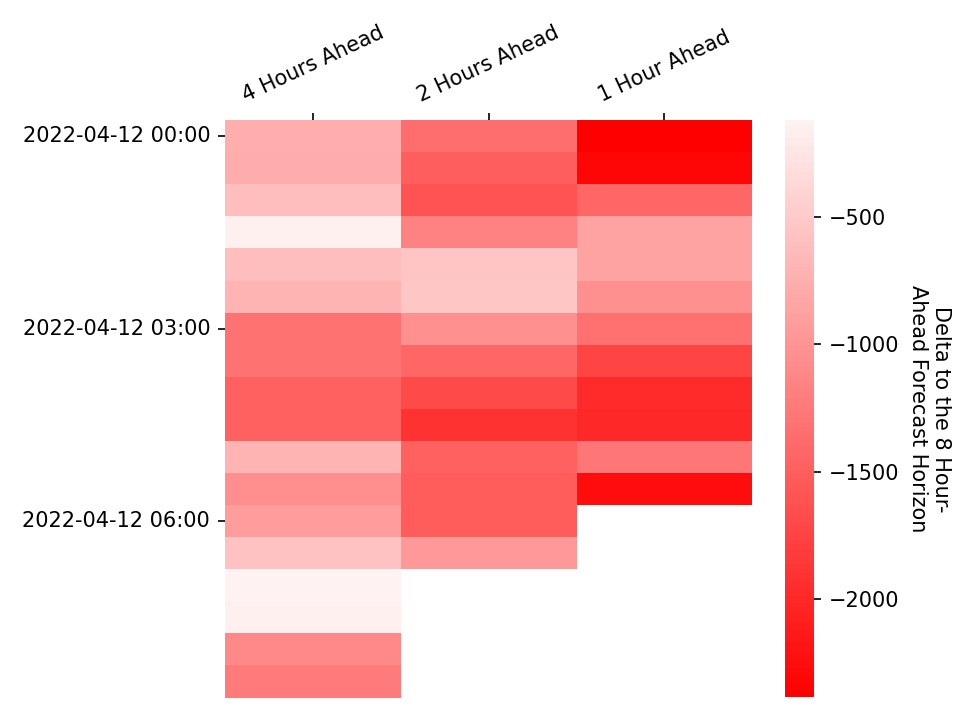 4 Hours Ahead
2 Hours Ahead
1 Hour Ahead
2022-04-12 00:00
2022-04-12 03:00
2022-04-12 06:00
−500
−1000
−1500
−2000
Delta to the 8 Hour-
Ahead Forecast Horizon